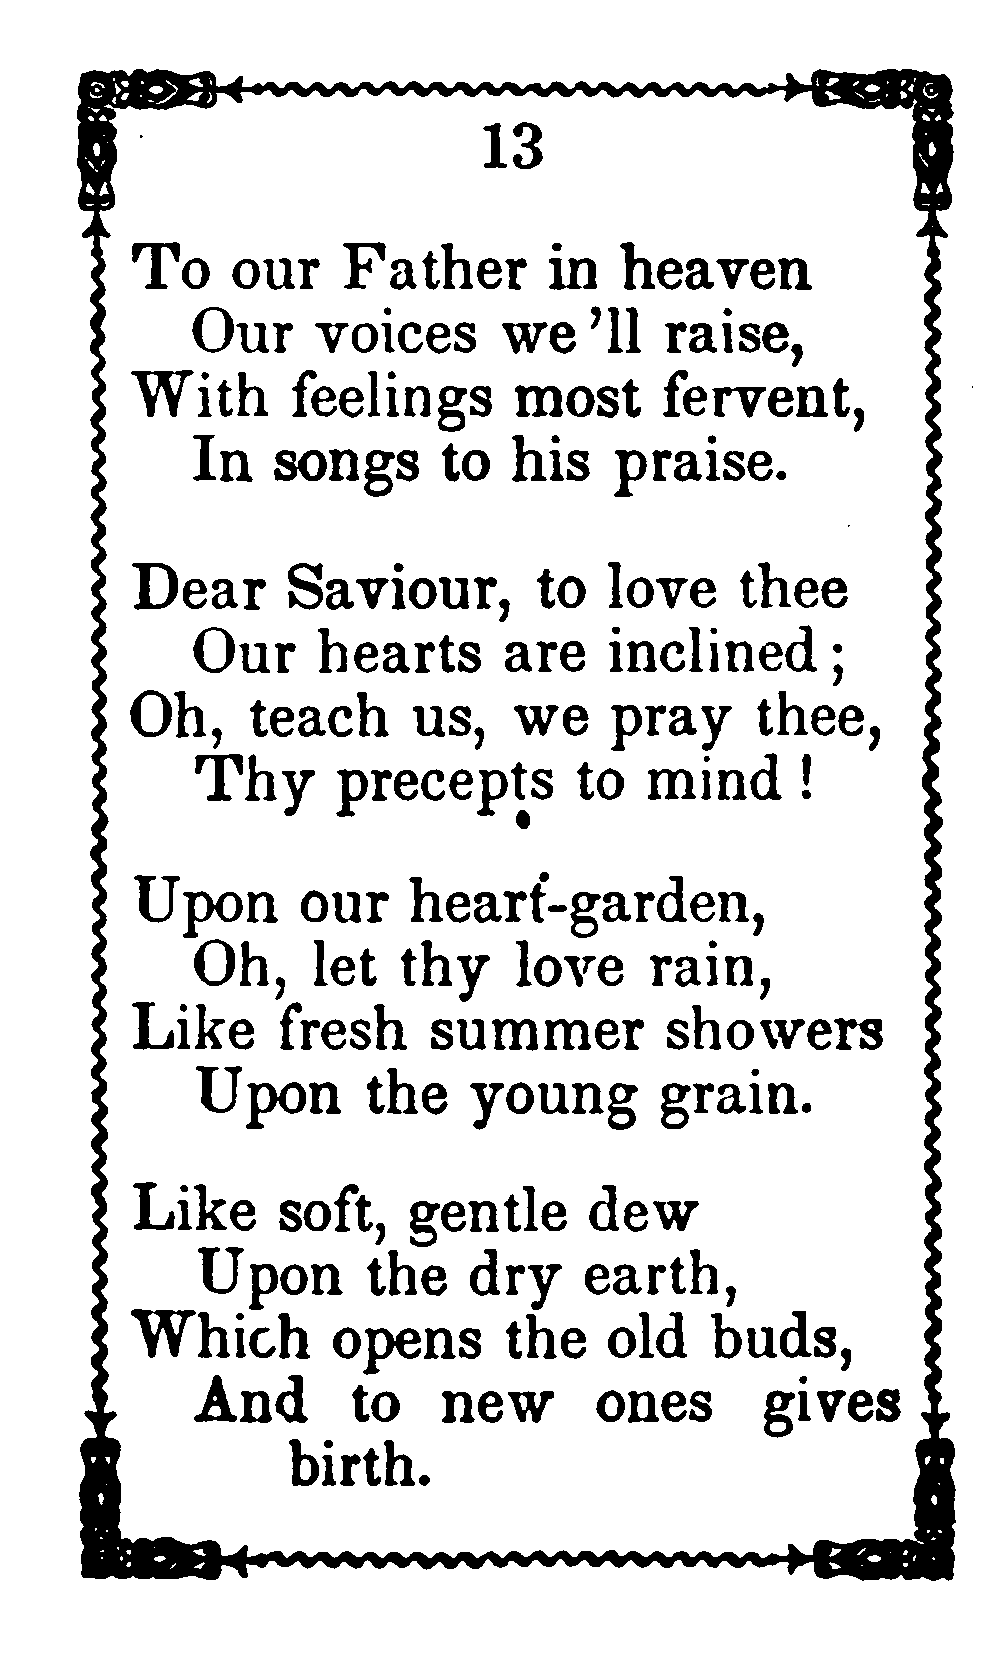 13
To our Father in heaven
Our voices we'll raise,
With feelings most fervent,
In songs to his praise.
Dear Saviour, to love thee
Our hearts are inclined;
Oh, teach us, we pray thee,
Thy precepts to mind!
Upon our heart-garden,
Oh, let thy love rain,
Like fresh summer showers
Upon the young grain.
Like soft, gentle dew
Upon the dry earth,
Which opens the old buds,
And to new ones gives
birth.